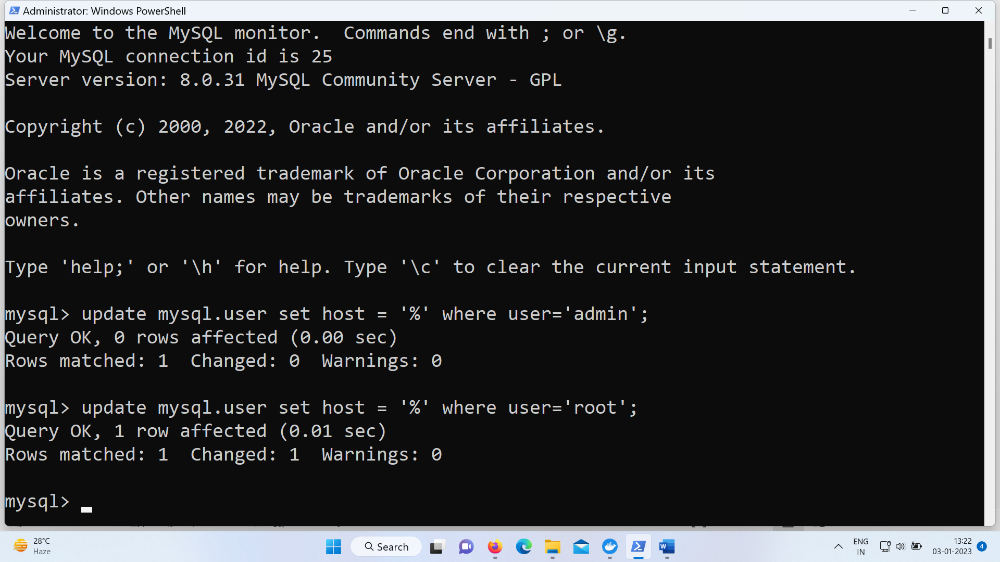 Administrator: Windows PowerShell
Welcome to the MySQL monitor.  Commands end with ; or \g.
Your MySQL connection id is 25
Server version: 8.0.31 MySQL Community Server - GPL
Copyright (c) 2000, 2022, Oracle and/or its affiliates.
Oracle is a registered trademark of Oracle Corporation and/or its
affiliates. Other names may be trademarks of their respective
owners.
Type 'help;' or '\h' for help. Type '\c' to clear the current input statement.
mysql> update mysql.user set host = '%' where user='admin';
Query OK, 0 rows affected (0.00 sec)
Rows matched: 1  Changed: 0  Warnings: 0
mysql> update mysql.user set host = '%' where user='root';
Query OK, 1 row affected (0.01 sec)
Rows matched: 1  Changed: 1  Warnings: 0
mysql>
28°C
Haze
Search
ENG
IN
13:22
03-01-2023
4